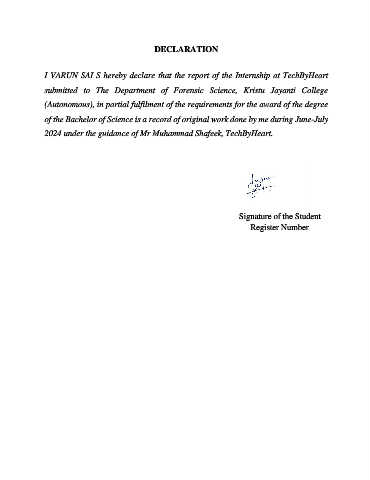 DECLARATION
I VARUN SAI S hereby declare that the report of the Internship at TechByHeart
submitted to The Department of Forensic Science, Kristu Jayanti College
(Autonomous), in partial fulfilment of the requirements for the award of the degree
of the Bachelor of Science is a record of original work done by me during June-July
2024 under the guidance of Mr Muhammad Shafeek, TechByHeart.
Signature of the Student
Register Number